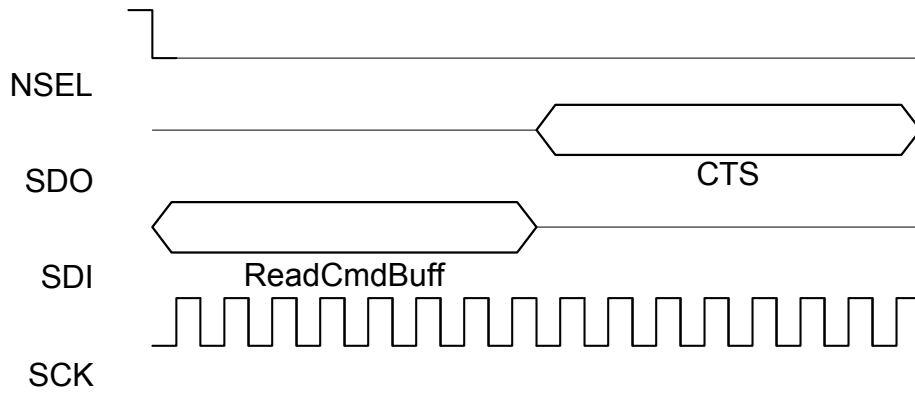 NSEL
CTS
SDO
ReadCmdBuff
SDI
SCK